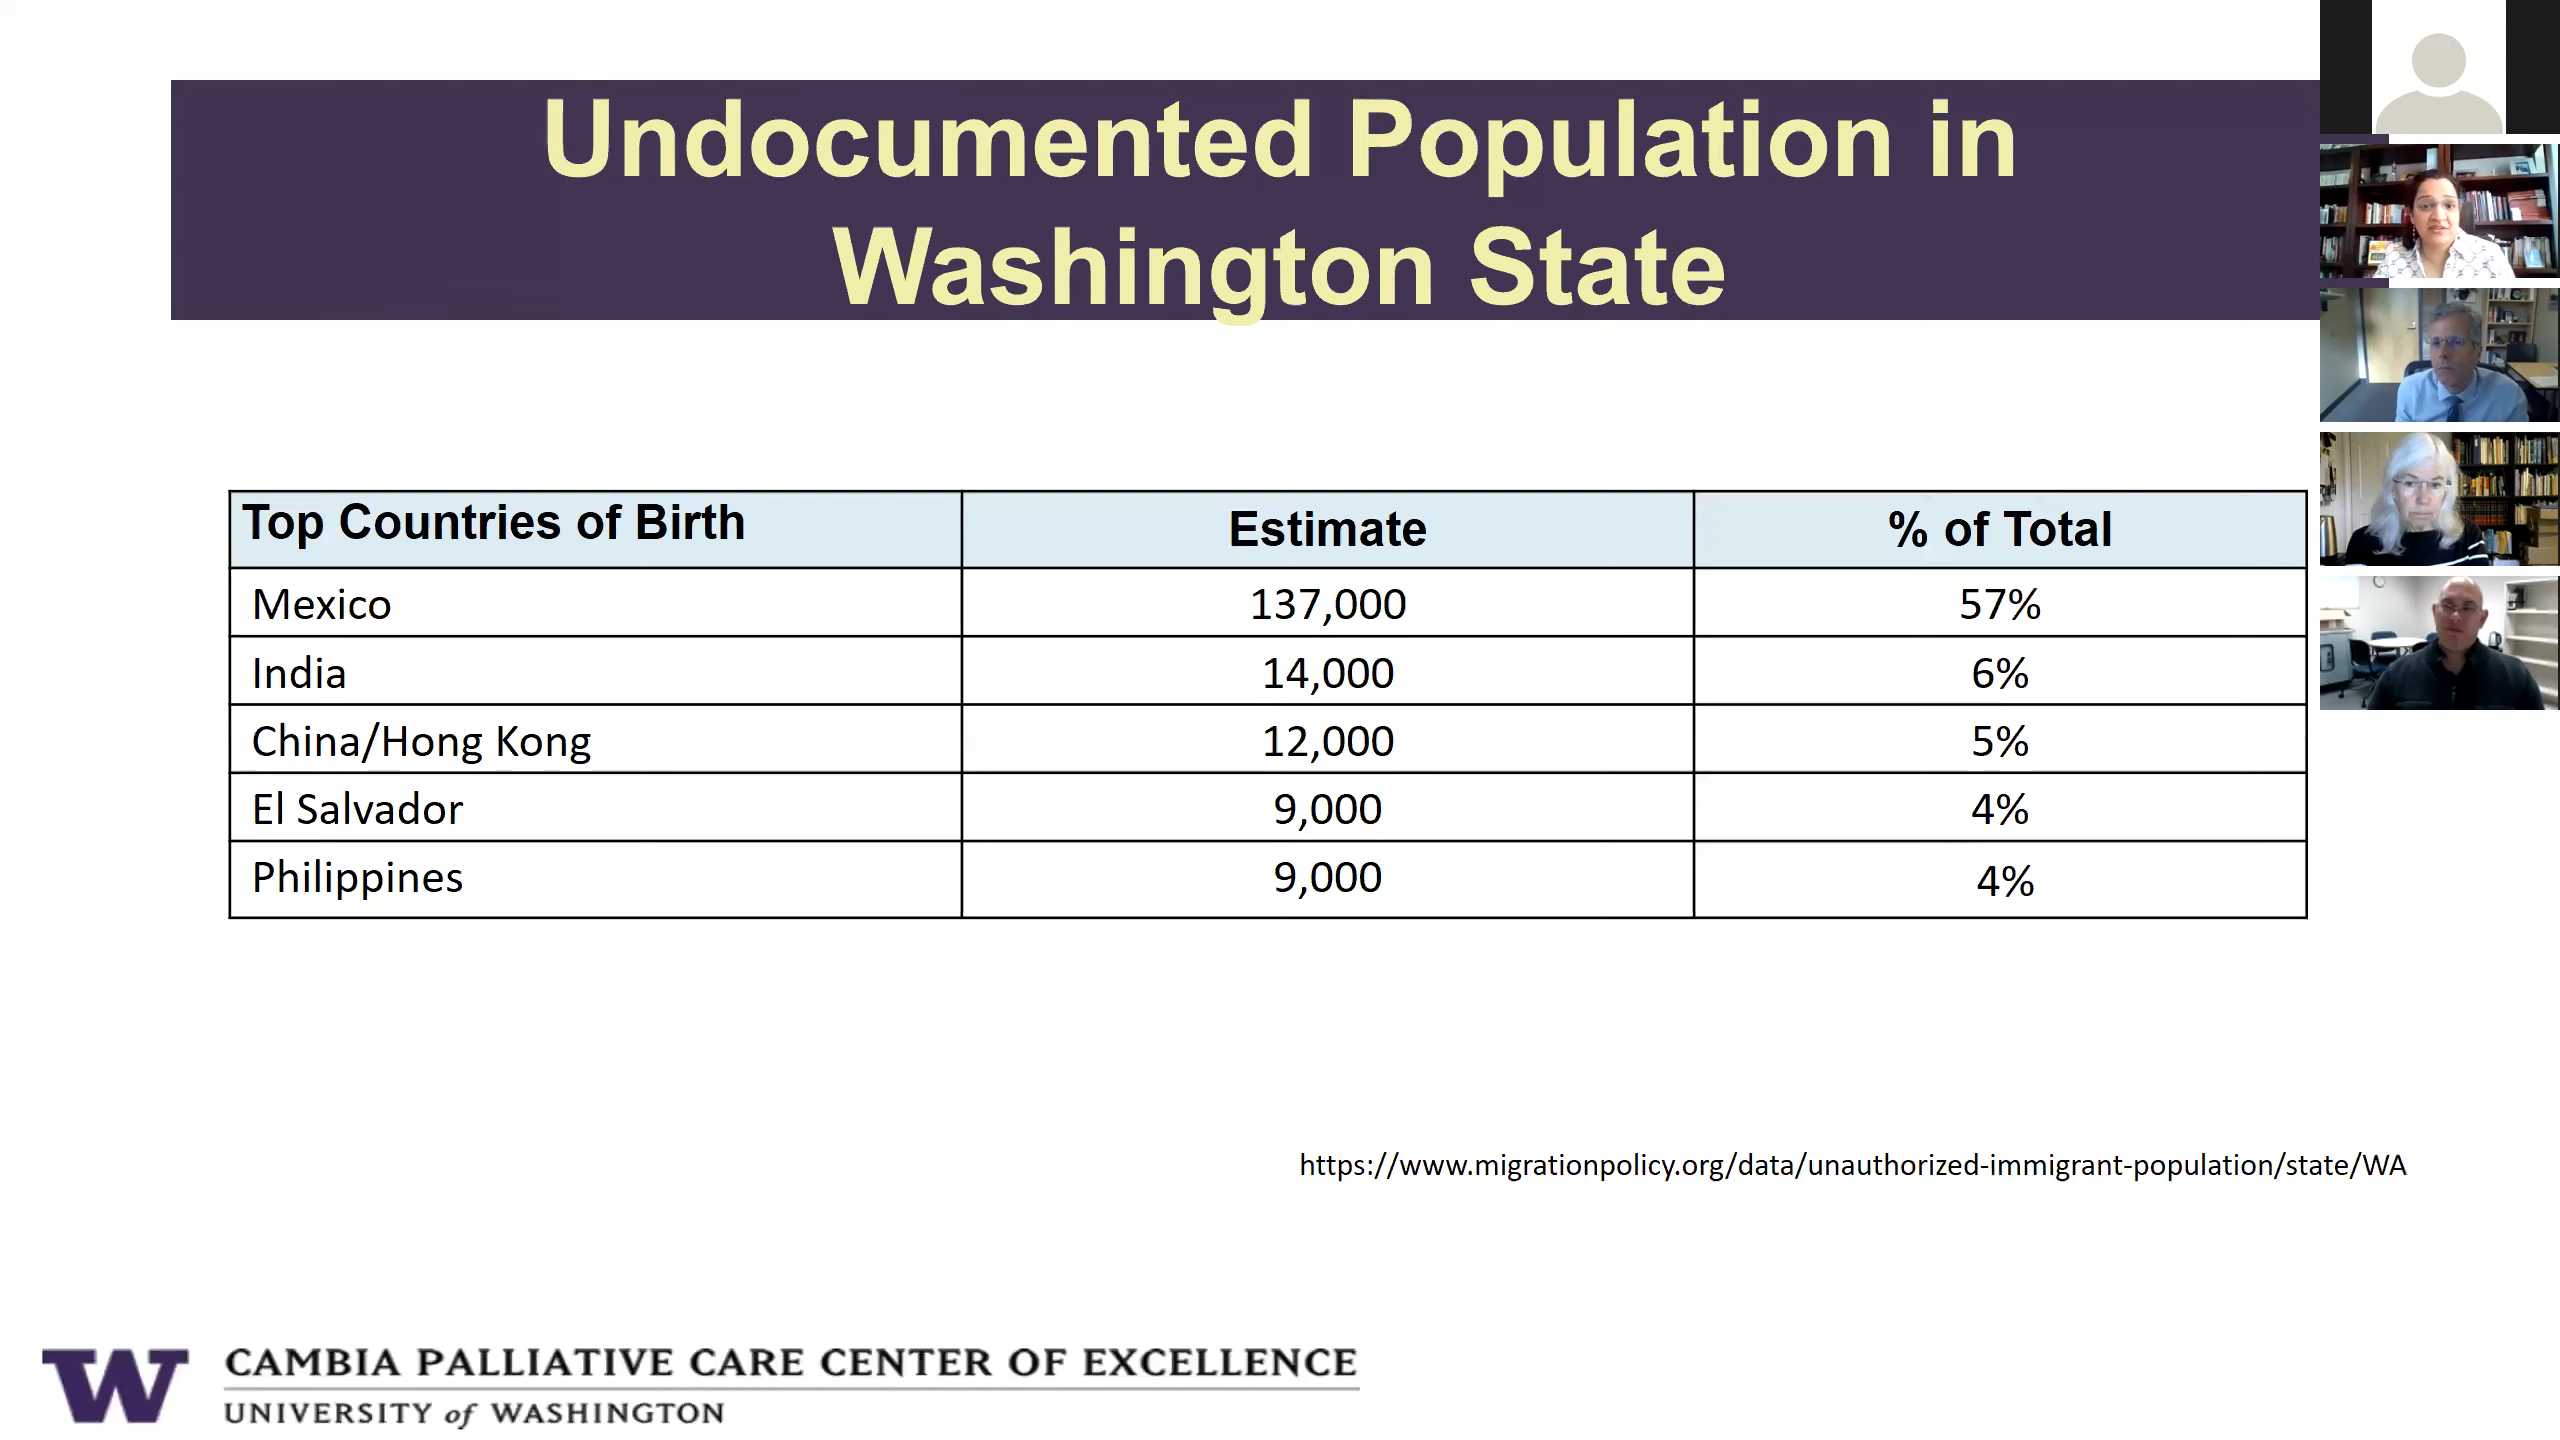 Undocumented Population in
Washington State
Top Countries of Birth Estimate % of Total
Mexico 137,000 57%
India 14,000 6%
China/Hong Kong 12,000 5%
El Salvador 9,000 4%
Philippines 9,000 4%
https://www.migrationpolicy.org/data/unauthorized-immigrant-population/state/WA
W
CAMBIA PALLIATIVE CARE CENTER OF EXCELLENCE
UNIVERSITY of WASHINGTON